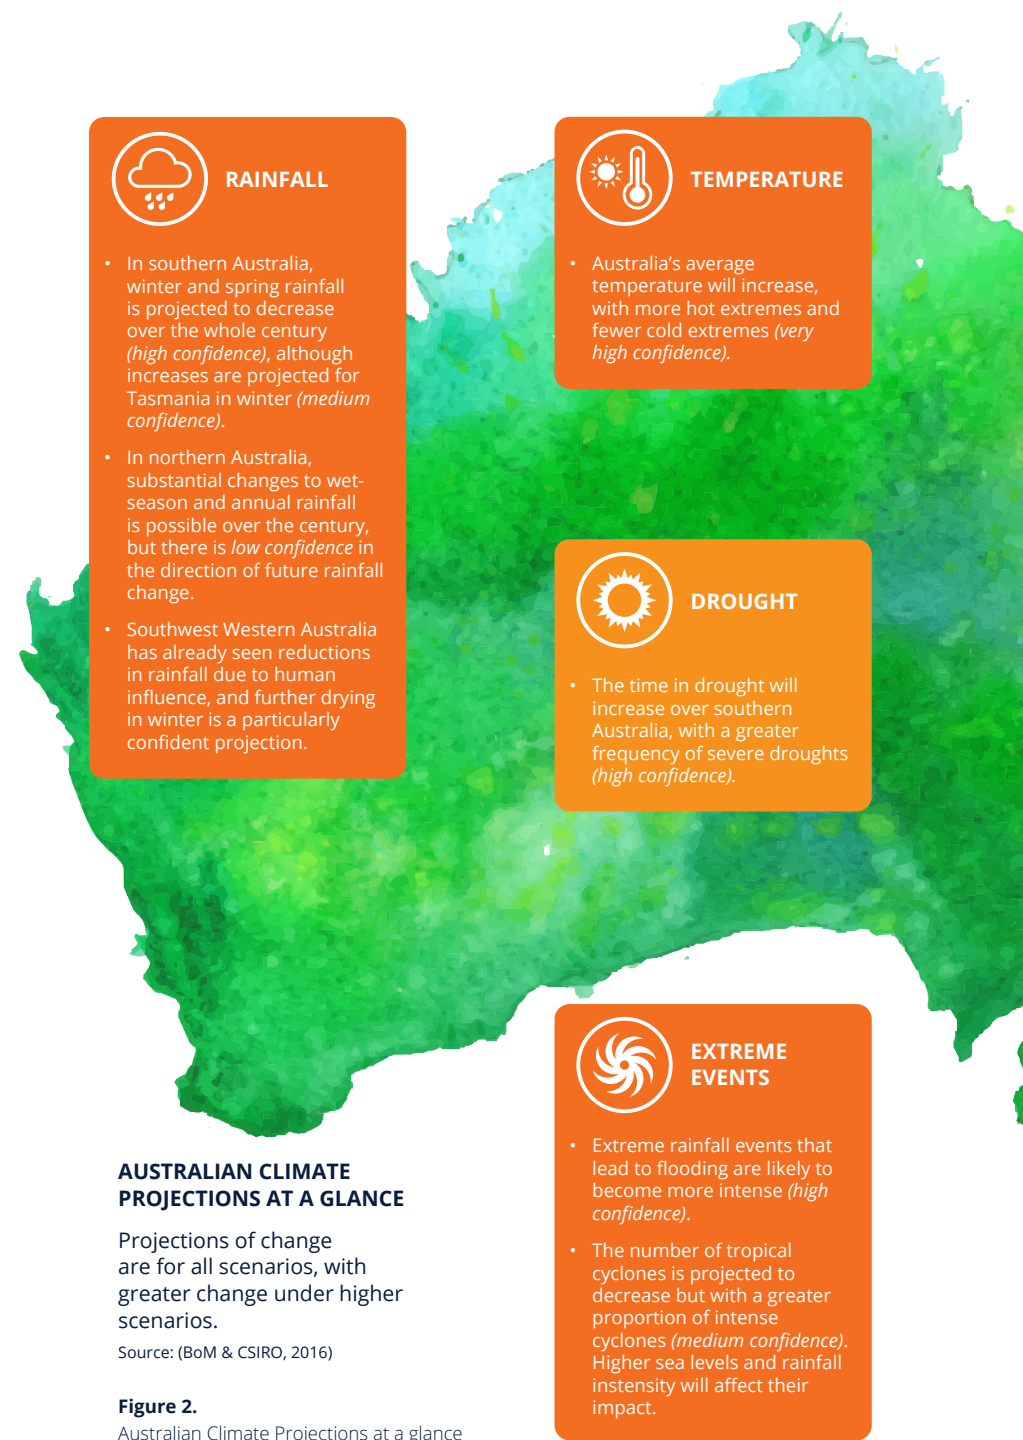 RAINFALL
• In southern Australia,
winter and spring rainfall
is projected to decrease
over the whole century
(high confidence), although
increases are projected for
Tasmania in winter (medium
confidence).
• In northern Australia,
substantial changes to wet-
season and annual rainfall
is possible over the century,
but there is low confidence in
the direction of future rainfall
change.
• Southwest Western Australia
has already seen reductions
in rainfall due to human
influence, and further drying
in winter is a particularly
confident projection.
TEMPERATURE
• Australia’s average
temperature will increase,
with more hot extremes and
fewer cold extremes (very
high confidence).
DROUGHT
• The time in drought will
increase over southern
Australia, with a greater
frequency of severe droughts
(high confidence).
EXTREME
EVENTS
• Extreme rainfall events that
lead to flooding are likely to
become more intense (high
confidence).
• The number of tropical
cyclones is projected to
decrease but with a greater
proportion of intense
cyclones (medium confidence).
Higher sea levels and rainfall
instensity will affect their
impact.
AUSTRALIAN CLIMATE
PROJECTIONS AT A GLANCE
Projections of change
are for all scenarios, with
greater change under higher
scenarios.
Source: (BoM & CSIRO, 2016)
Figure 2.
Australian Climate Projections at a glance